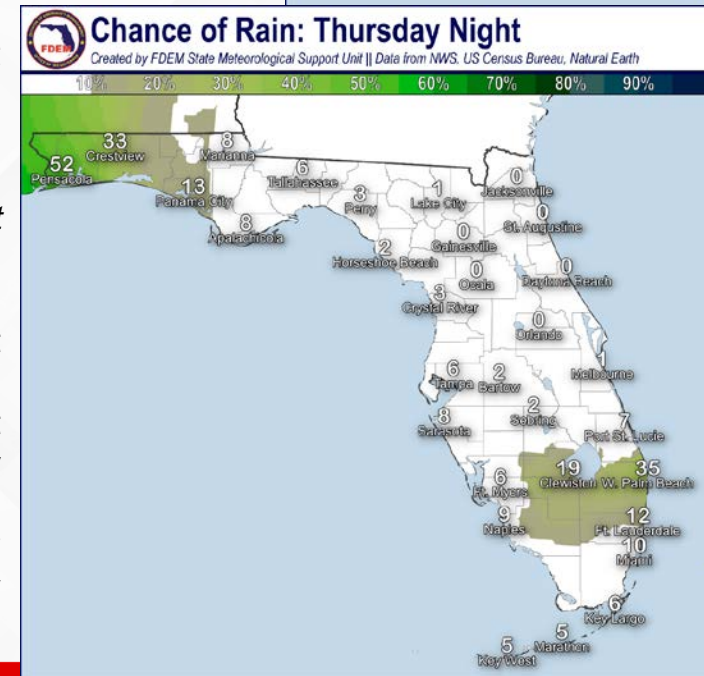 Chance of Rain: Thursday Night
Created by FDEM State Meteorological Support Unit || Data from NWS, US Census Bureau, Natural Earth
FDEM
10% 20% 30% 40% 50% 60% 70% 80% 90%
33
Crestview
52
Pensacola
8
Marianna
13
Panama City
6
Tallahassee
8
Apalachicola
3
Perry
1
Lake City
0
Jacksonville
0
St. Augustine
0
Gainesville
2
Horseshoe Beach
0
Ocala
0
Daytona Beach
3
Crystal River
0
Orlando
1
Melbourne
6
Tampa
2
Bartow
2
Sebring
8
Sarasota
7
Port St. Lucie
19
Clewiston
35
W. Palm Beach
6
Ft. Myers
9
Naples
12
Ft. Lauderdale
10
Miami
6
Key Largo
5
Marathon
5
Key West